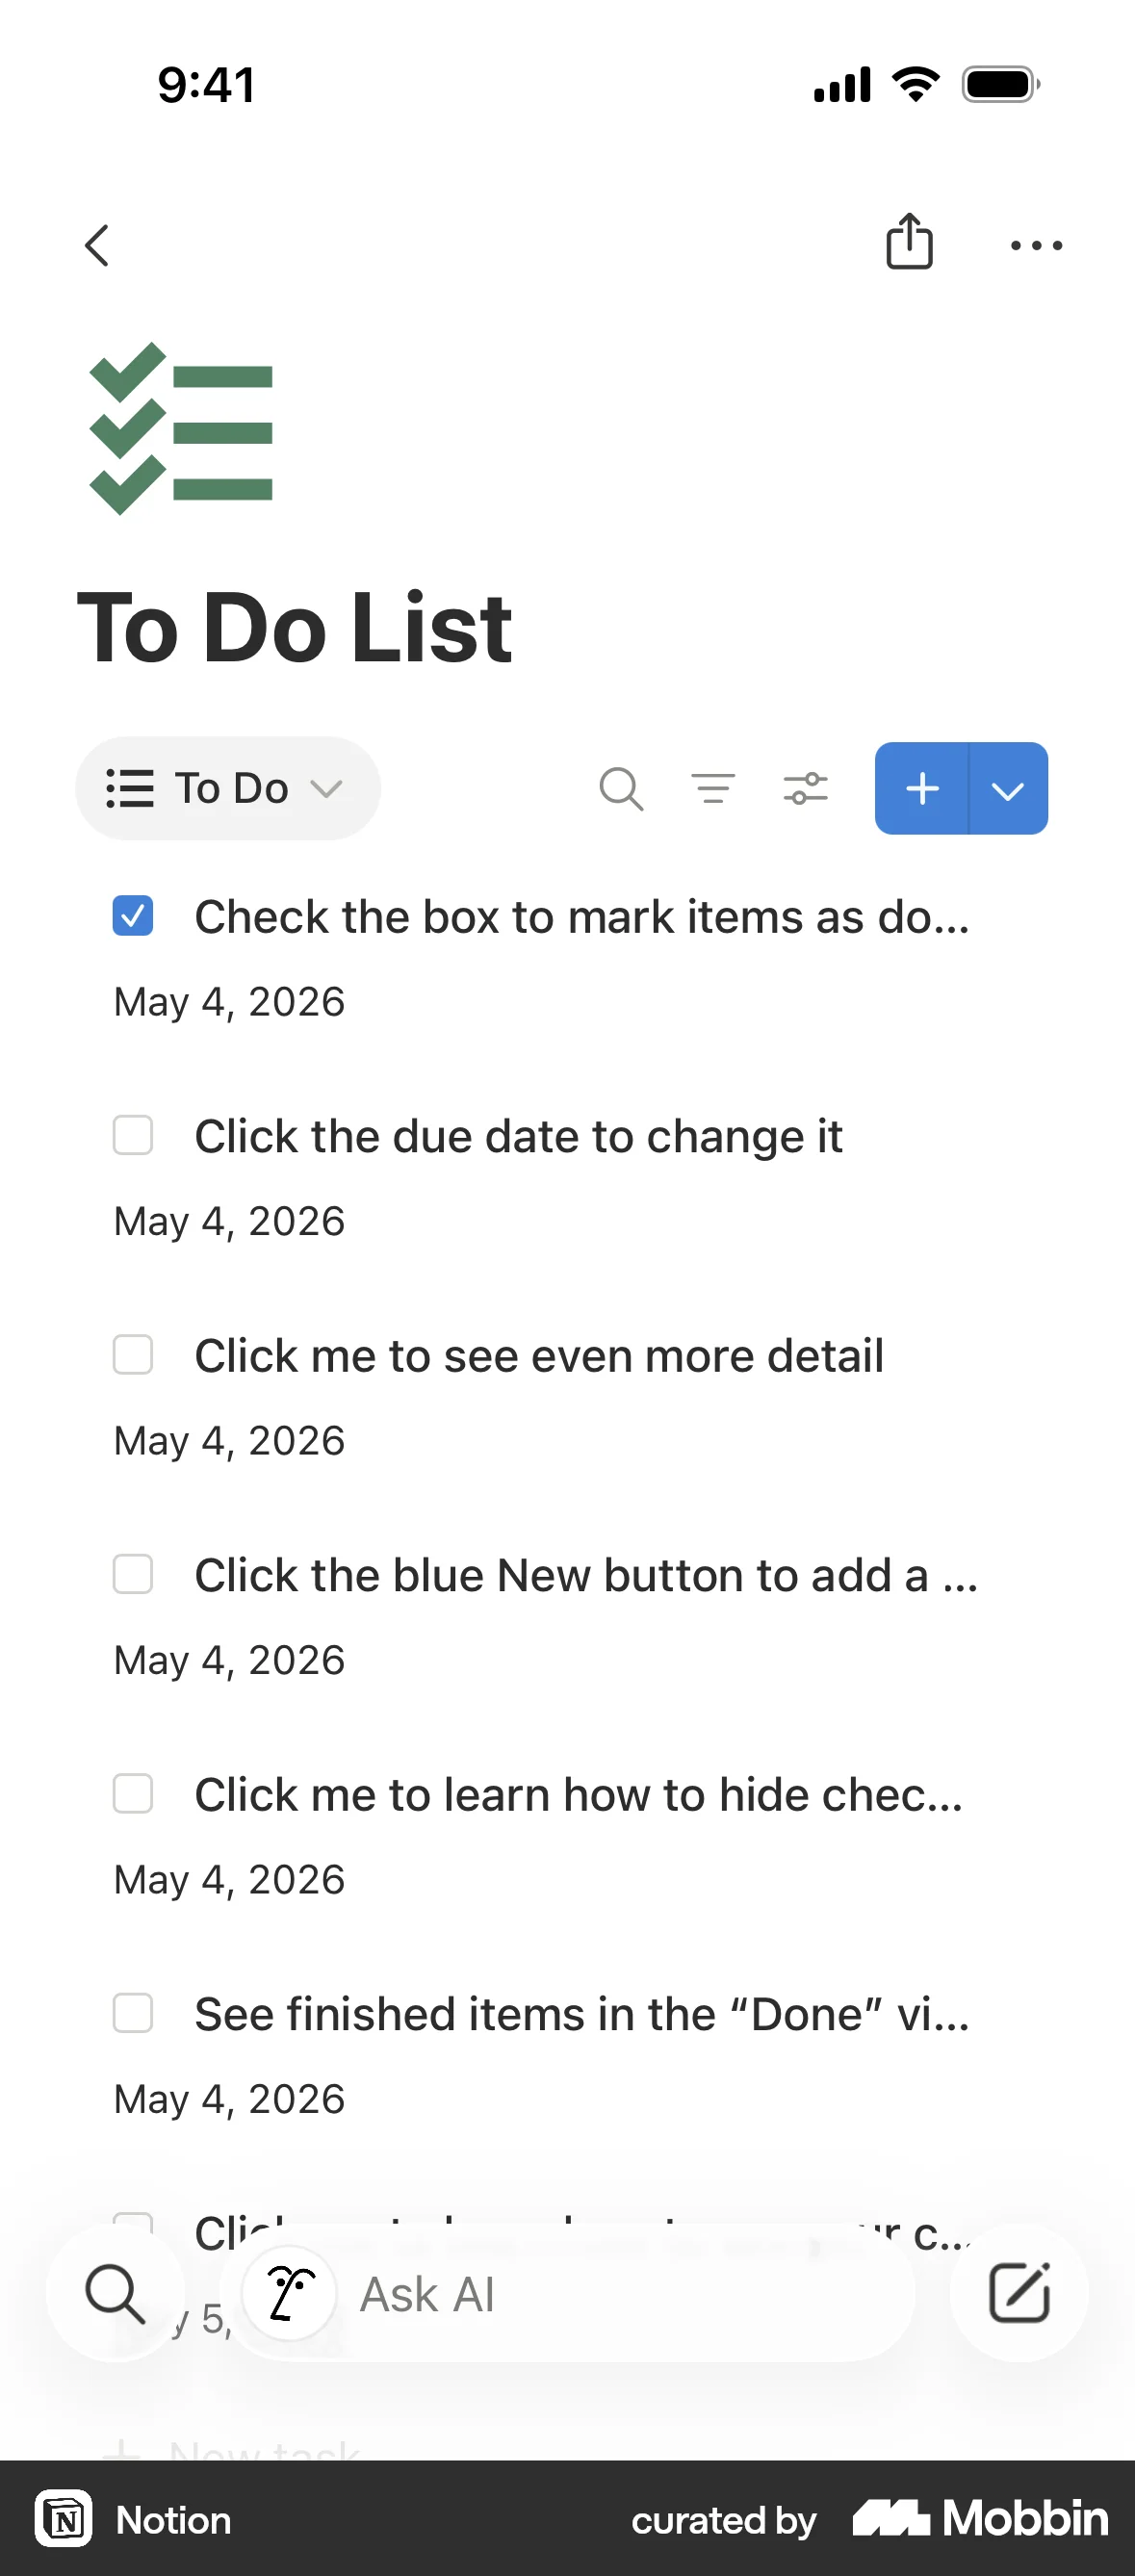 9:41
To Do List
To Do
Check the box to mark items as do...
May 4, 2026
Click the due date to change it
May 4, 2026
Click me to see even more detail
May 4, 2026
Click the blue New button to add a ...
May 4, 2026
Click me to learn how to hide chec...
May 4, 2026
See finished items in the “Done” vi...
May 4, 2026
c...
5,
Ask AI
New task
Notion
curated by Mobbin